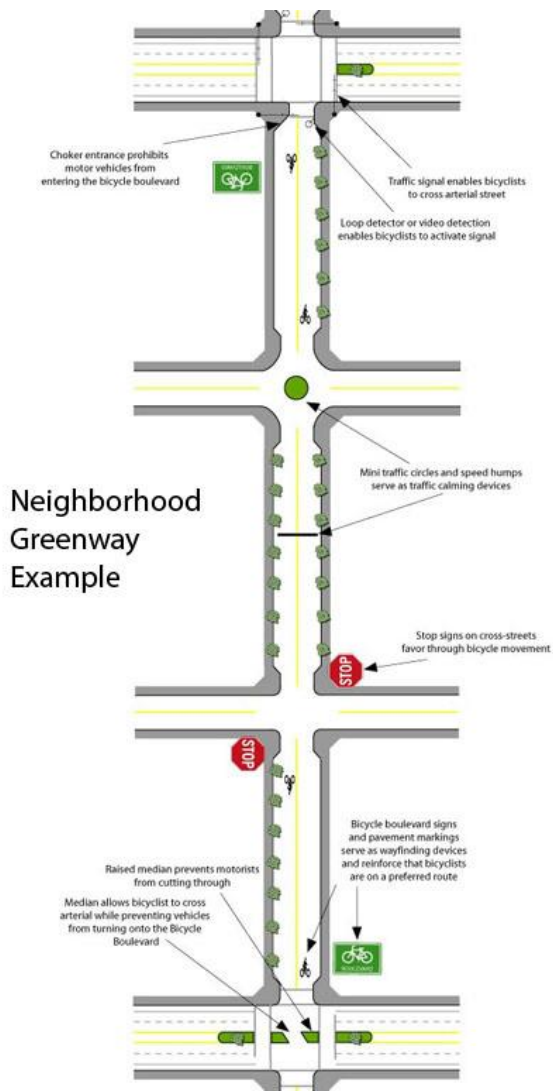 Choker entrance prohibits
motor vehicles from
entering the bicycle boulevard
Traffic signal enables bicyclists
to cross arterial street
Loop detector or video detection
enables bicyclists to activate signal
Mini traffic circles and speed humps
serve as traffic calming devices
Neighborhood
Greenway
Example
Stop signs on cross-streets
favor through bicycle movement
STOP
STOP
Bicycle boulevard signs
and pavement markings
serve as wayfinding devices
and reinforce that bicyclists
are on a preferred route
Raised median prevents motorists
from cutting through
Median allows bicyclist to cross
arterial while preventing vehicles
from turning onto the Bicycle
Boulevard
BOULEVARD